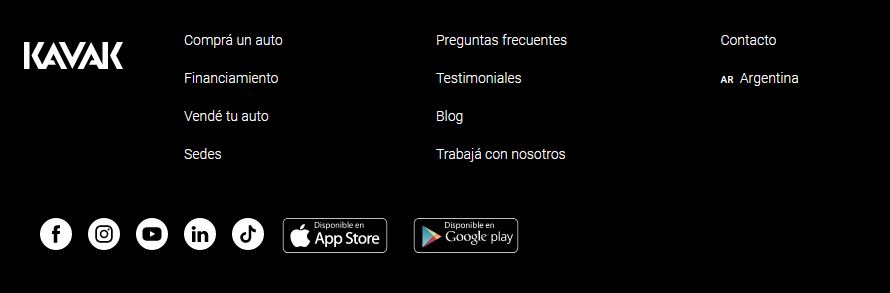 KAVAK
Comprá un auto
Financiamiento
Vendé tu auto
Sedes
Preguntas frecuentes
Testimoniales
Blog
Trabajá con nosotros
Contacto
AR Argentina
Disponible en
App Store
Disponible en
Google play